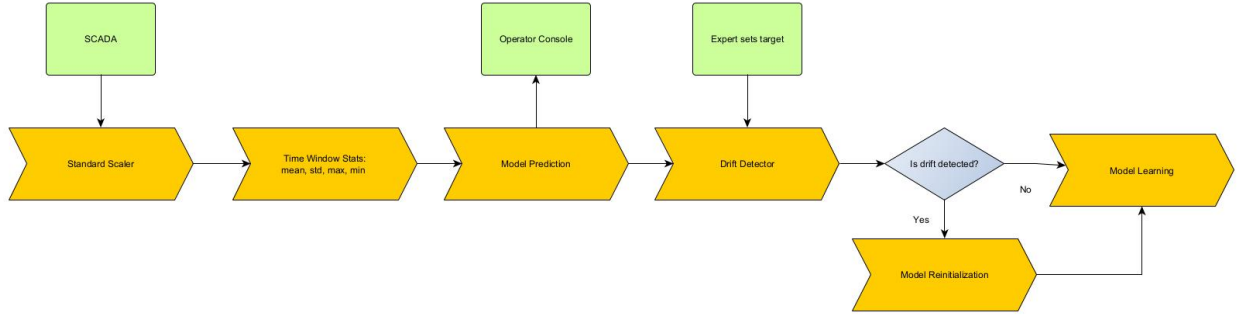 SCADA
Operator Console
Expert sets target
Standard Scaler
Time Window Stats:
mean, std, max, min
Model Prediction
Drift Detector
Is drift detected?
No
Model Learning
Yes
Model Reinitialization